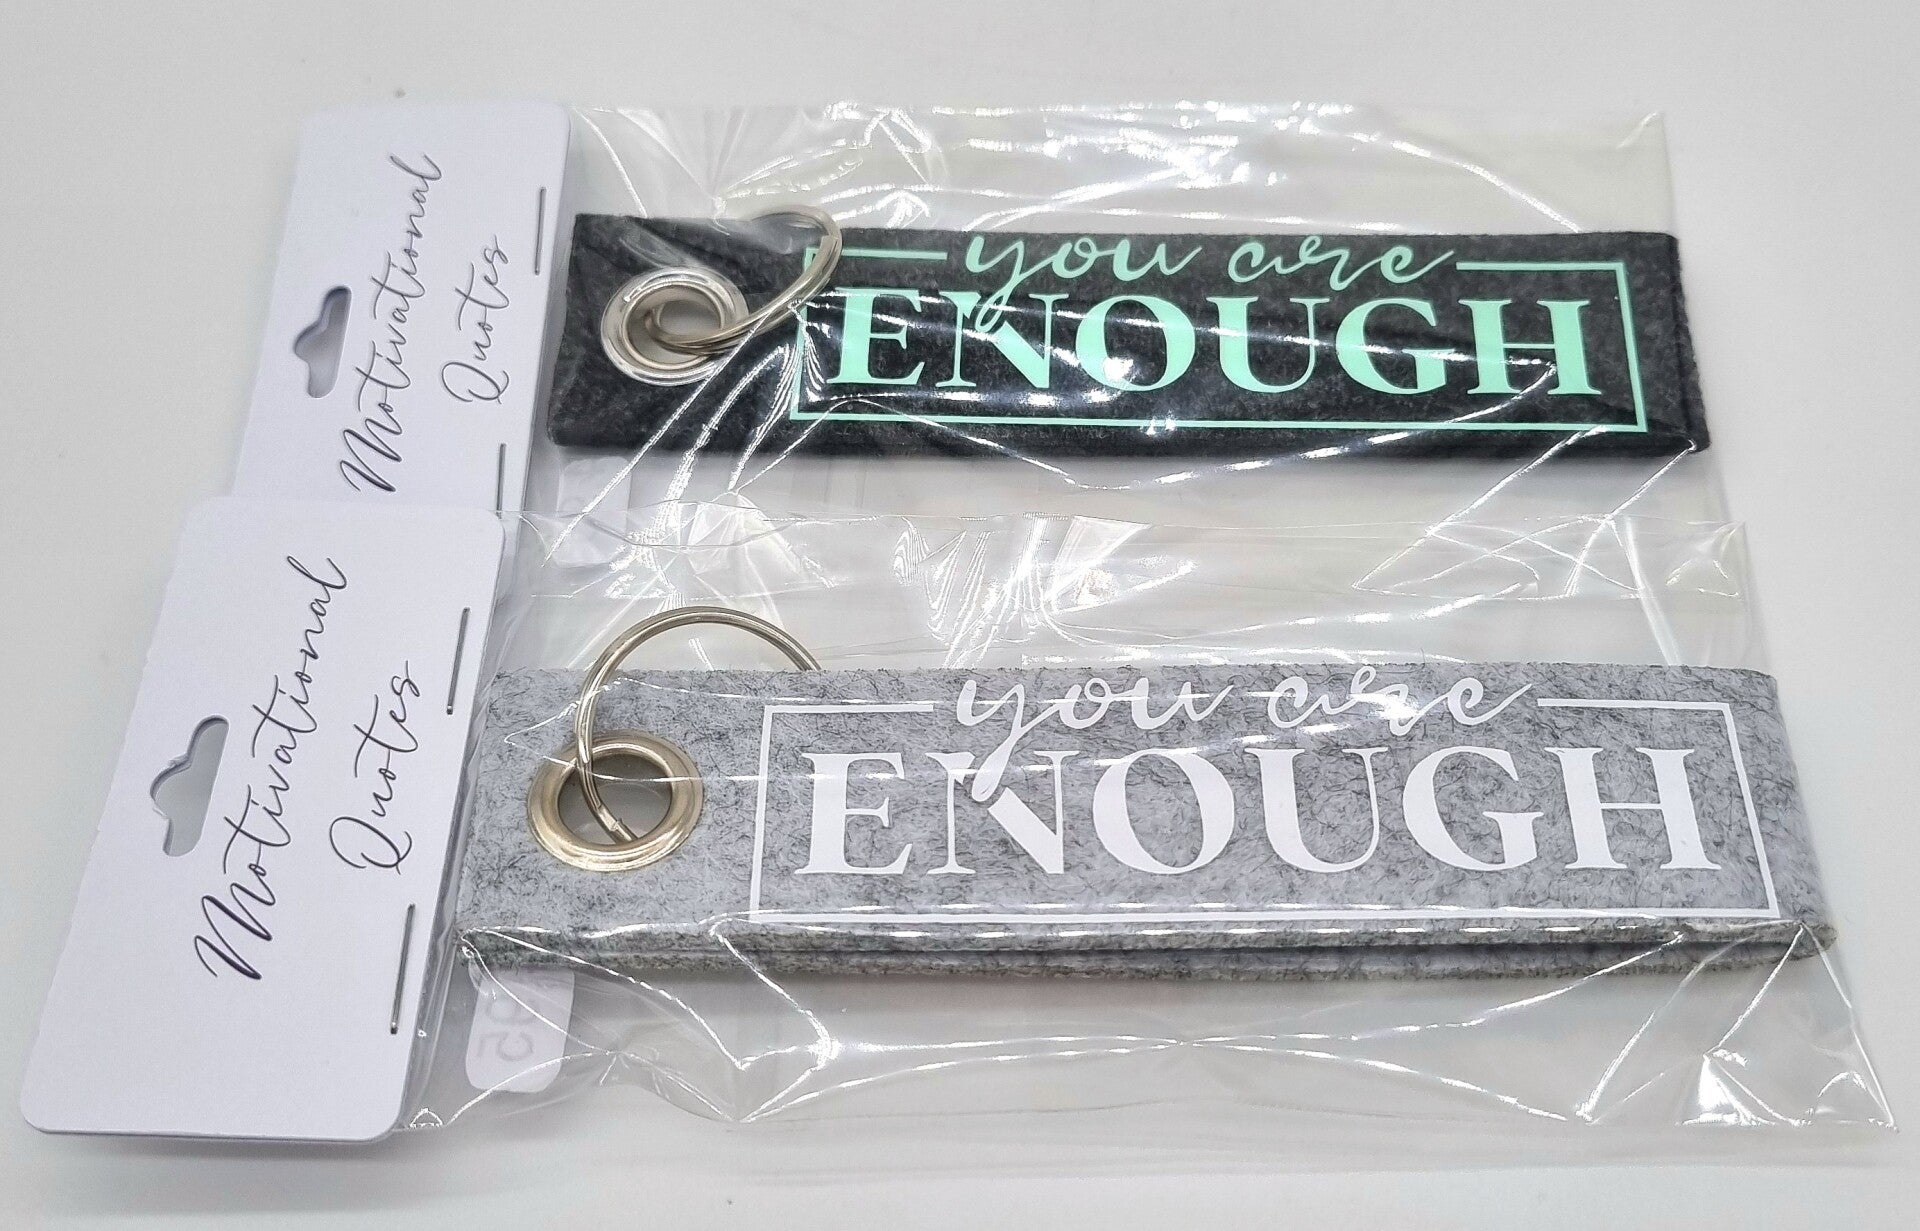 Motivational
Quotes
you are
ENOUGH
Motivational
Quotes
you are
ENOUGH